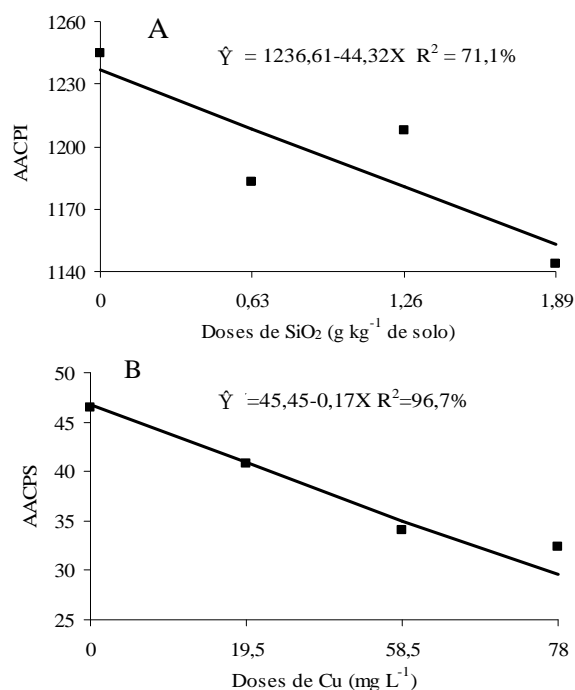 A
Ŷ = 1236,61-44,32X R² = 71,1%
1260
1230
1200
1170
1140
AACPI
0 0,63 1,26 1,89
Doses de SiO₂ (g kg⁻¹ de solo)
B
Ŷ =45,45-0,17X R²=96,7%
50
45
40
35
30
25
AACPS
0 19,5 58,5 78
Doses de Cu (mg L⁻¹)